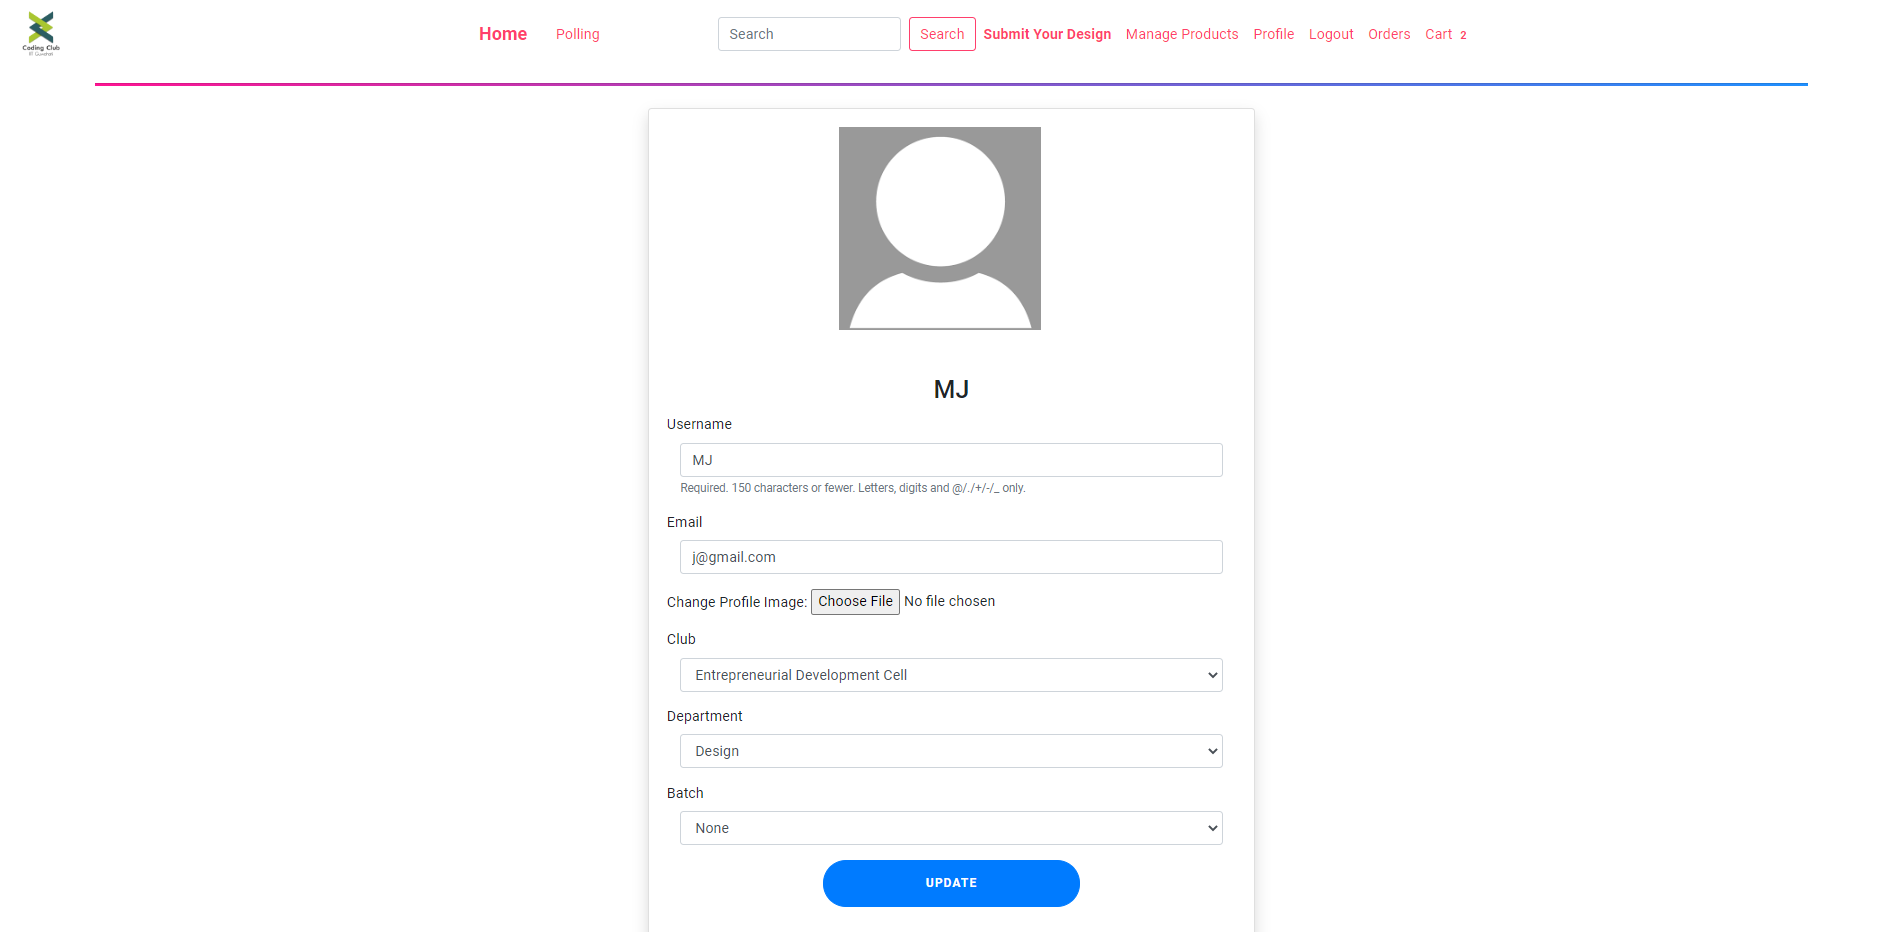 Coding Club
IIT Guwahati
Home Polling Search Search Submit Your Design Manage Products Profile Logout Orders Cart 2
MJ
Username
MJ
Required. 150 characters or fewer. Letters, digits and @/./+/-/_ only.
Email
j@gmail.com
Change Profile Image: Choose File No file chosen
Club
Entrepreneurial Development Cell
Department
Design
Batch
None
UPDATE